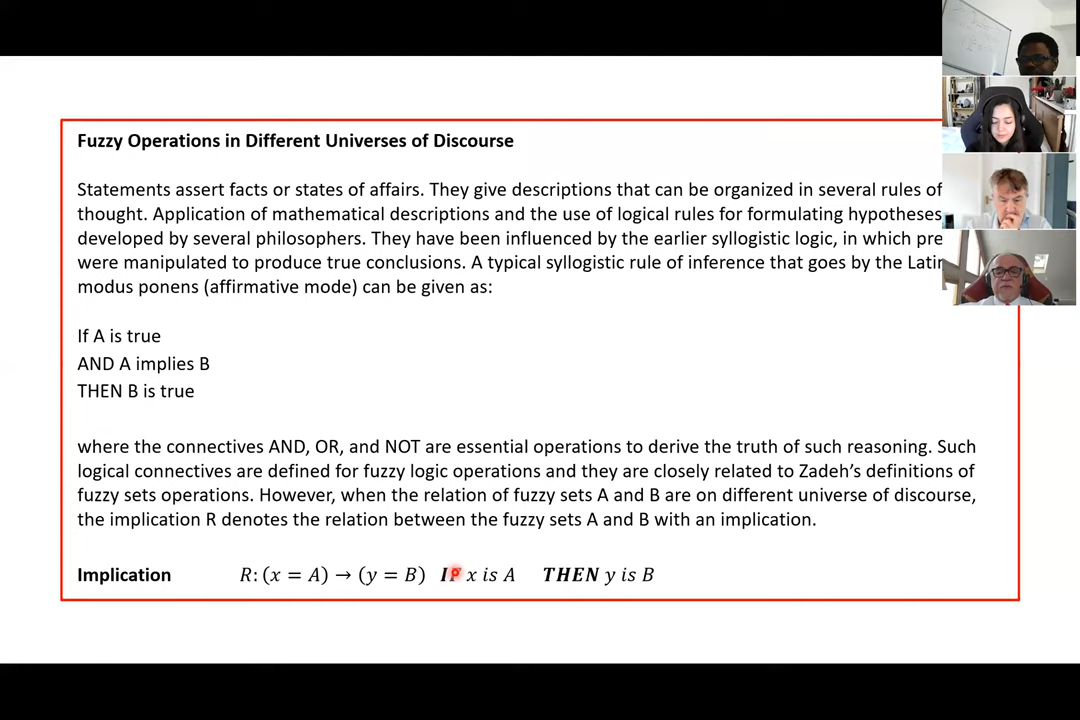 Fuzzy Operations in Different Universes of Discourse
Statements assert facts or states of affairs. They give descriptions that can be organized in several rules of
thought. Application of mathematical descriptions and the use of logical rules for formulating hypotheses
developed by several philosophers. They have been influenced by the earlier syllogistic logic, in which pre
were manipulated to produce true conclusions. A typical syllogistic rule of inference that goes by the Latin
modus ponens (affirmative mode) can be given as:
If A is true
AND A implies B
THEN B is true
where the connectives AND, OR, and NOT are essential operations to derive the truth of such reasoning. Such
logical connectives are defined for fuzzy logic operations and they are closely related to Zadeh’s definitions of
fuzzy sets operations. However, when the relation of fuzzy sets A and B are on different universe of discourse,
the implication R denotes the relation between the fuzzy sets A and B with an implication.
Implication R: (x = A) → (y = B) IF x is A THEN y is B